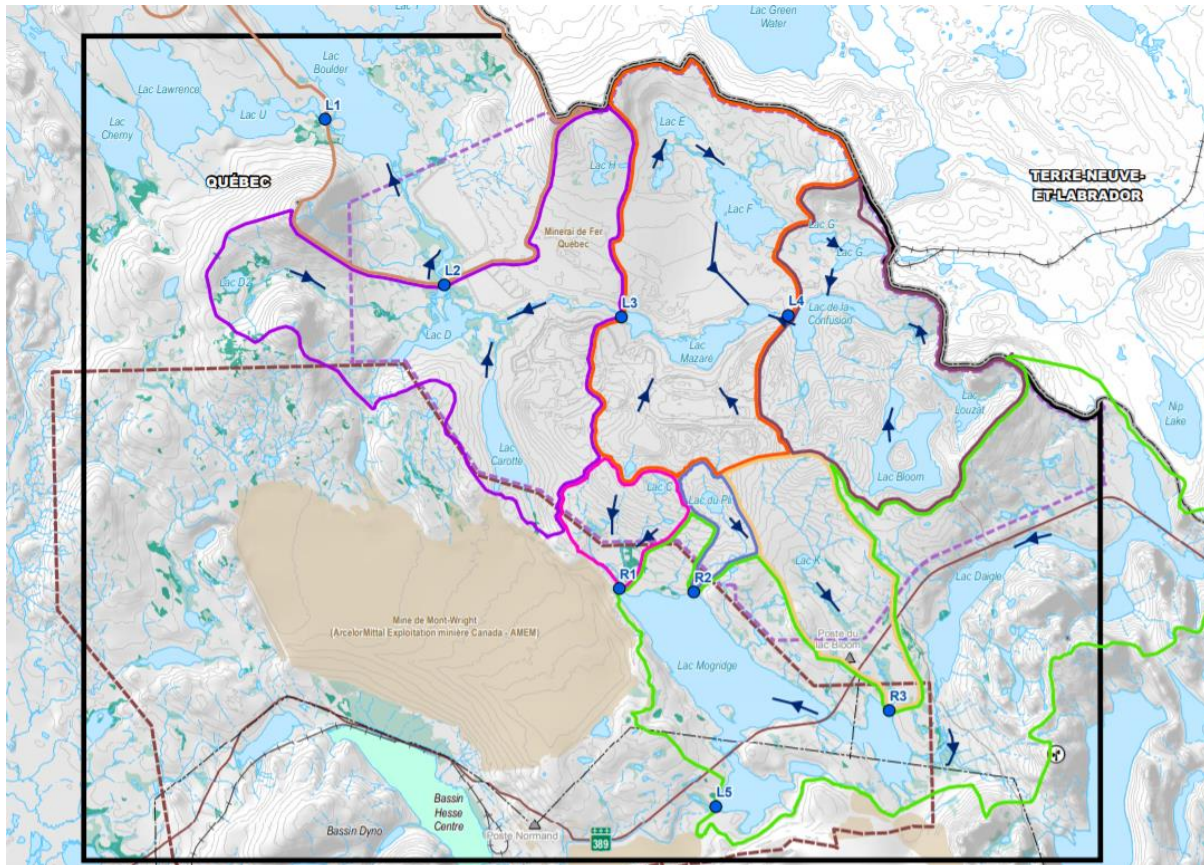 Lac Green
Water
Lac
Boulder
Lac Lawrence
Lac U
L1
Lac
Cherny
Lac E
Lac H
QUÉBEC
TERRE-NEUVE-
ET-LABRADOR
Lac F
Minerai de Fer
Québec
Lac G
Lac G
Lac D2
L2
L3
L4
Lac de la
Confusion
Lac D
Lac
Mazaré
Lac
Louzat
Nip
Lake
Lac
Carotte
Lac C
Lac du Pli
Lac Bloom
Lac K
Lac Daigle
R1
R2
Mine de Mont-Wright
(ArcelorMittal Exploitation minière Canada - AMEM)
Poste du
lac Bloom
Lac Mogridge
R3
L5
Bassin
Hesse
Centre
Bassin Dyno
Poste Normand
389